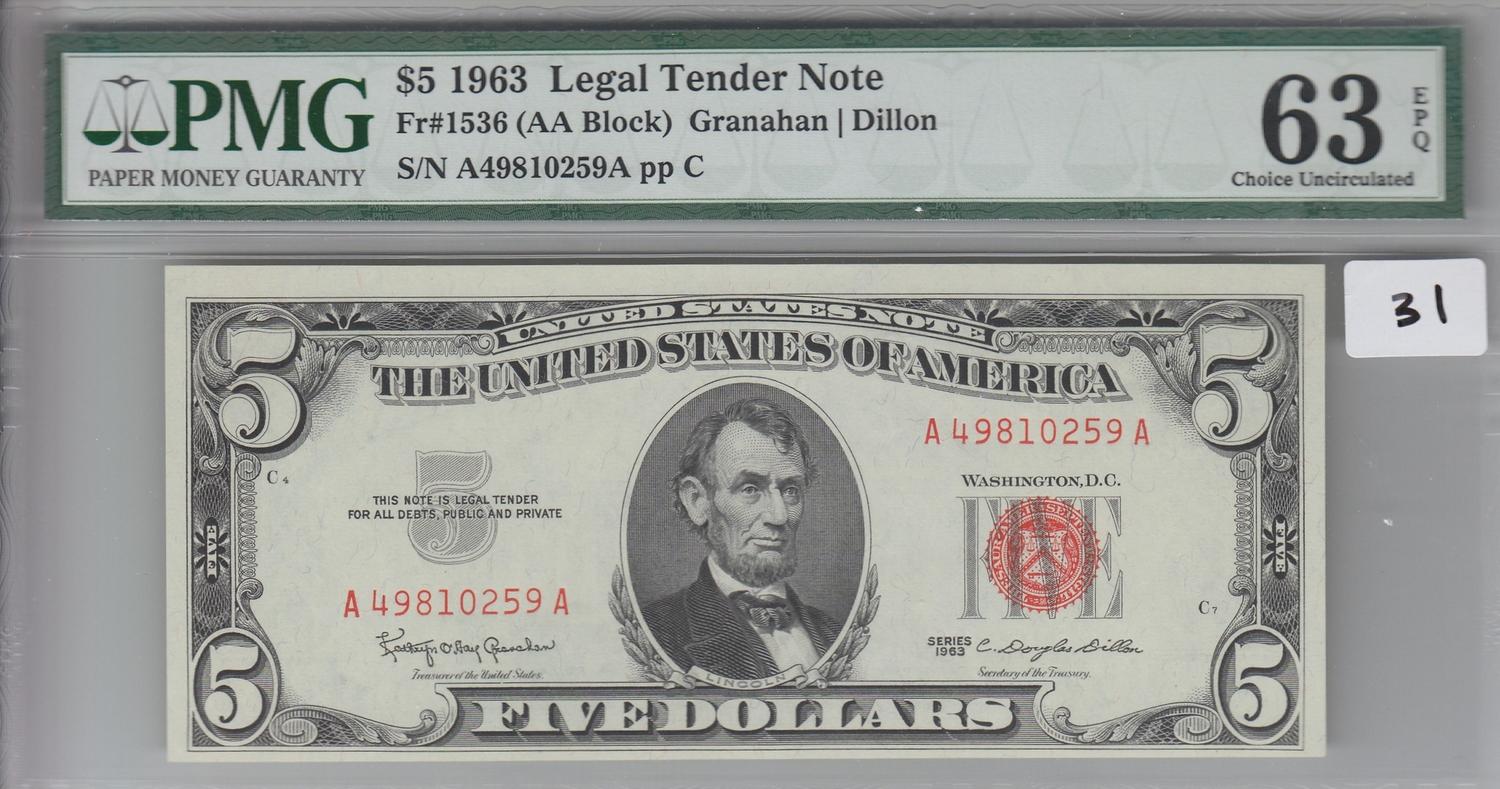 PMG
PAPER MONEY GUARANTY
$5 1963 Legal Tender Note
Fr#1536 (AA Block) Granahan | Dillon
S/N A49810259A pp C
63
EPQ
Choice Uncirculated
31
UNITED STATES NOTE
THE UNITED STATES OF AMERICA
5
5
A 49810259 A
C4
5
THIS NOTE IS LEGAL TENDER
FOR ALL DEBTS, PUBLIC AND PRIVATE
WASHINGTON, D.C.
FIVE
FIVE
FIVE
A 49810259 A
C7
Kathryn O'Hay Granahan
Treasurer of the United States.
SERIES
1963
C. Douglas Dillon
Secretary of the Treasury.
LINCOLN
5
5
FIVE DOLLARS